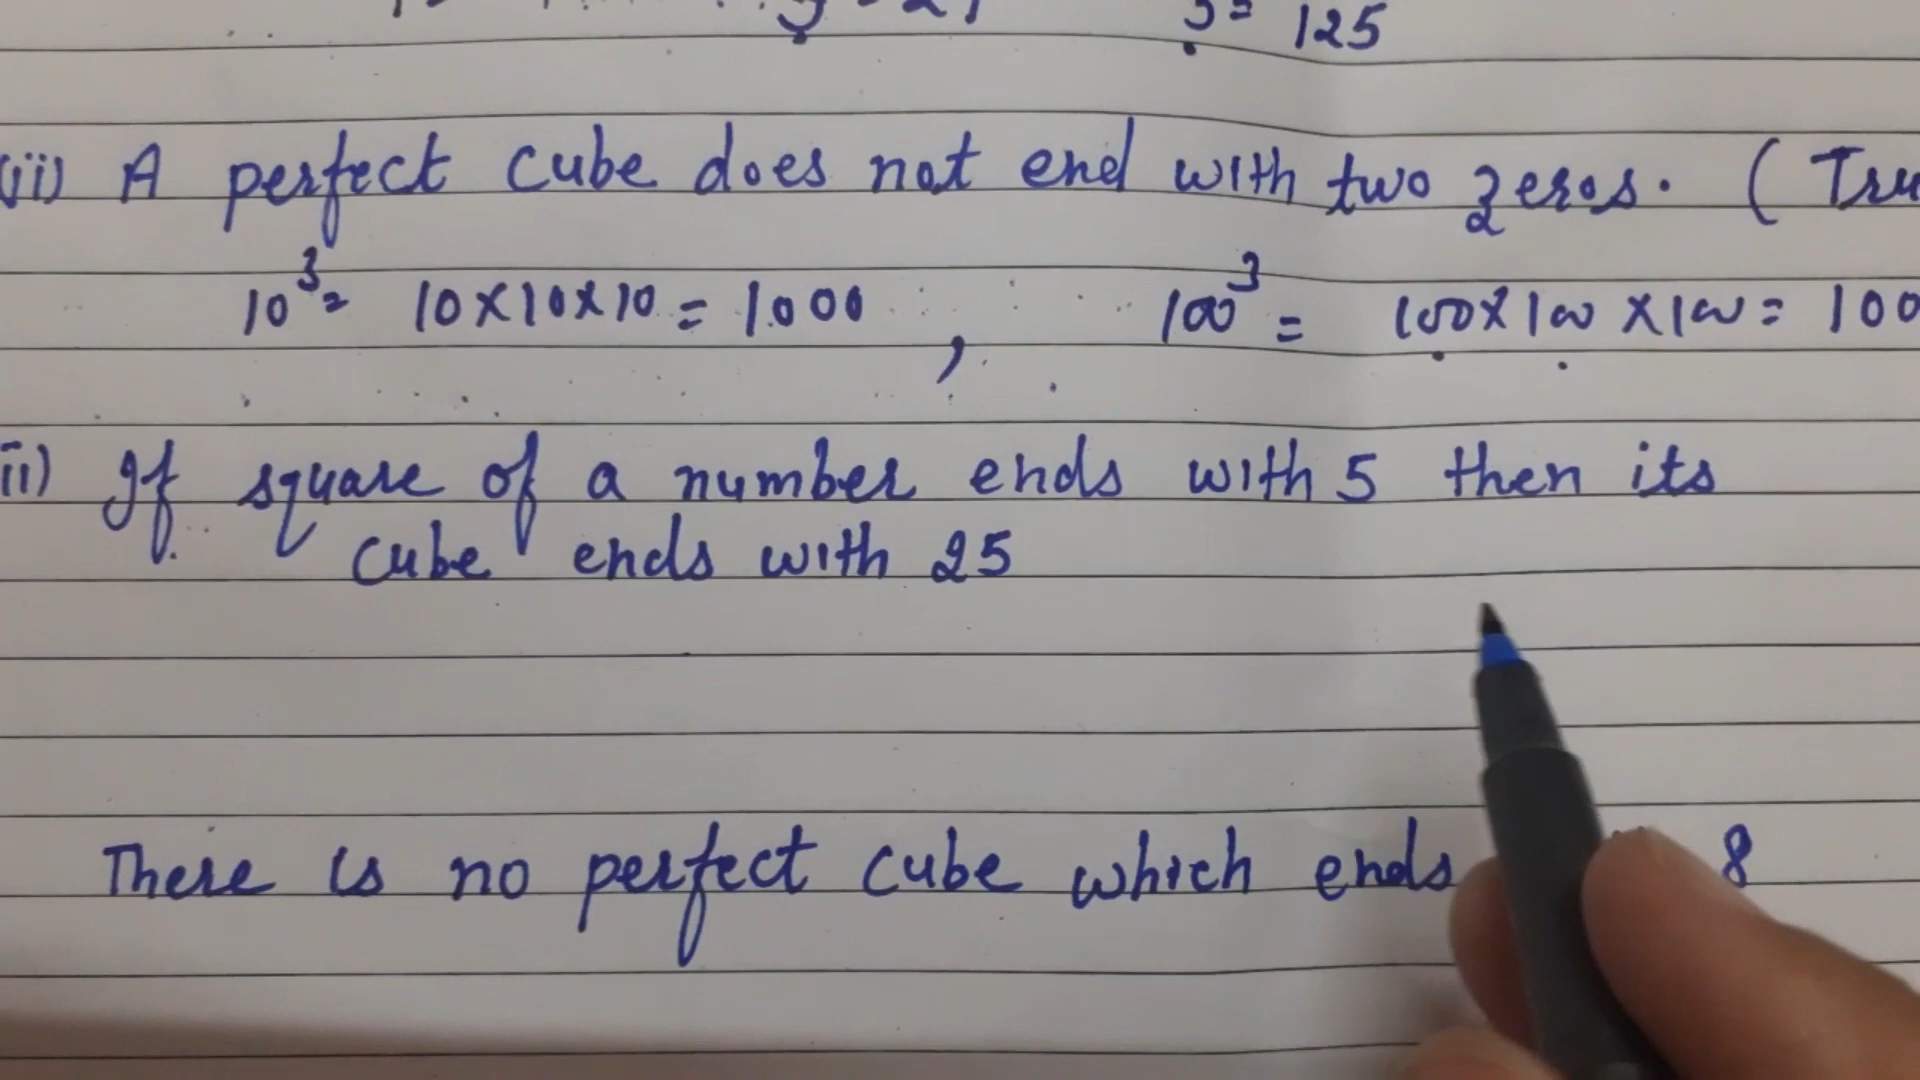 5 = 125
(ii) A perfect cube does not end with two zeros. ( Tru
10³ = 10×10×10 = 1000 , 100³ = 100×100×100 = 100
ii) If square of a number ends with 5 then its
cube ends with 25
There is no perfect cube which ends 8